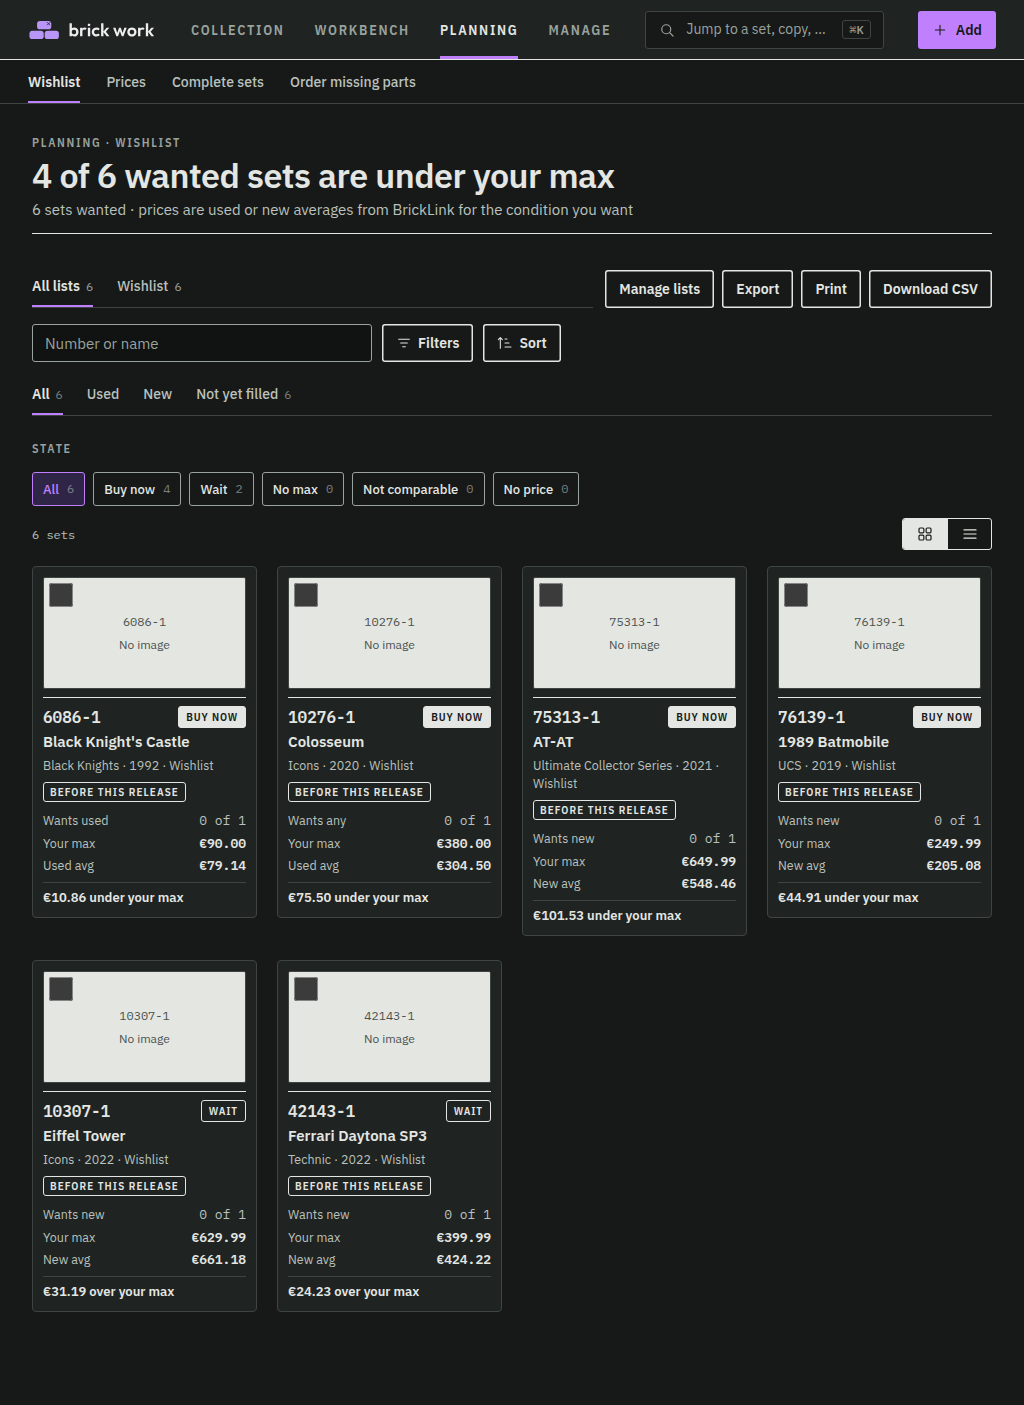 brick work
COLLECTION
WORKBENCH
PLANNING
MANAGE
Jump to a set, copy, ...
⌘K
Add
Wishlist
Prices
Complete sets
Order missing parts
PLANNING · WISHLIST
4 of 6 wanted sets are under your max
6 sets wanted · prices are used or new averages from BrickLink for the condition you want
All lists 6
Wishlist 6
Manage lists
Export
Print
Download CSV
Number or name
Filters
Sort
All 6
Used
New
Not yet filled 6
STATE
All 6
Buy now 4
Wait 2
No max 0
Not comparable 0
No price 0
6 sets
6086-1
No image
6086-1
BUY NOW
Black Knight's Castle
Black Knights · 1992 · Wishlist
BEFORE THIS RELEASE
Wants used 0 of 1
Your max €90.00
Used avg €79.14
€10.86 under your max
10276-1
No image
10276-1
BUY NOW
Colosseum
Icons · 2020 · Wishlist
BEFORE THIS RELEASE
Wants any 0 of 1
Your max €380.00
Used avg €304.50
€75.50 under your max
75313-1
No image
75313-1
BUY NOW
AT-AT
Ultimate Collector Series · 2021 ·
Wishlist
BEFORE THIS RELEASE
Wants new 0 of 1
Your max €649.99
New avg €548.46
€101.53 under your max
76139-1
No image
76139-1
BUY NOW
1989 Batmobile
UCS · 2019 · Wishlist
BEFORE THIS RELEASE
Wants new 0 of 1
Your max €249.99
New avg €205.08
€44.91 under your max
10307-1
No image
10307-1
WAIT
Eiffel Tower
Icons · 2022 · Wishlist
BEFORE THIS RELEASE
Wants new 0 of 1
Your max €629.99
New avg €661.18
€31.19 over your max
42143-1
No image
42143-1
WAIT
Ferrari Daytona SP3
Technic · 2022 · Wishlist
BEFORE THIS RELEASE
Wants new 0 of 1
Your max €399.99
New avg €424.22
€24.23 over your max